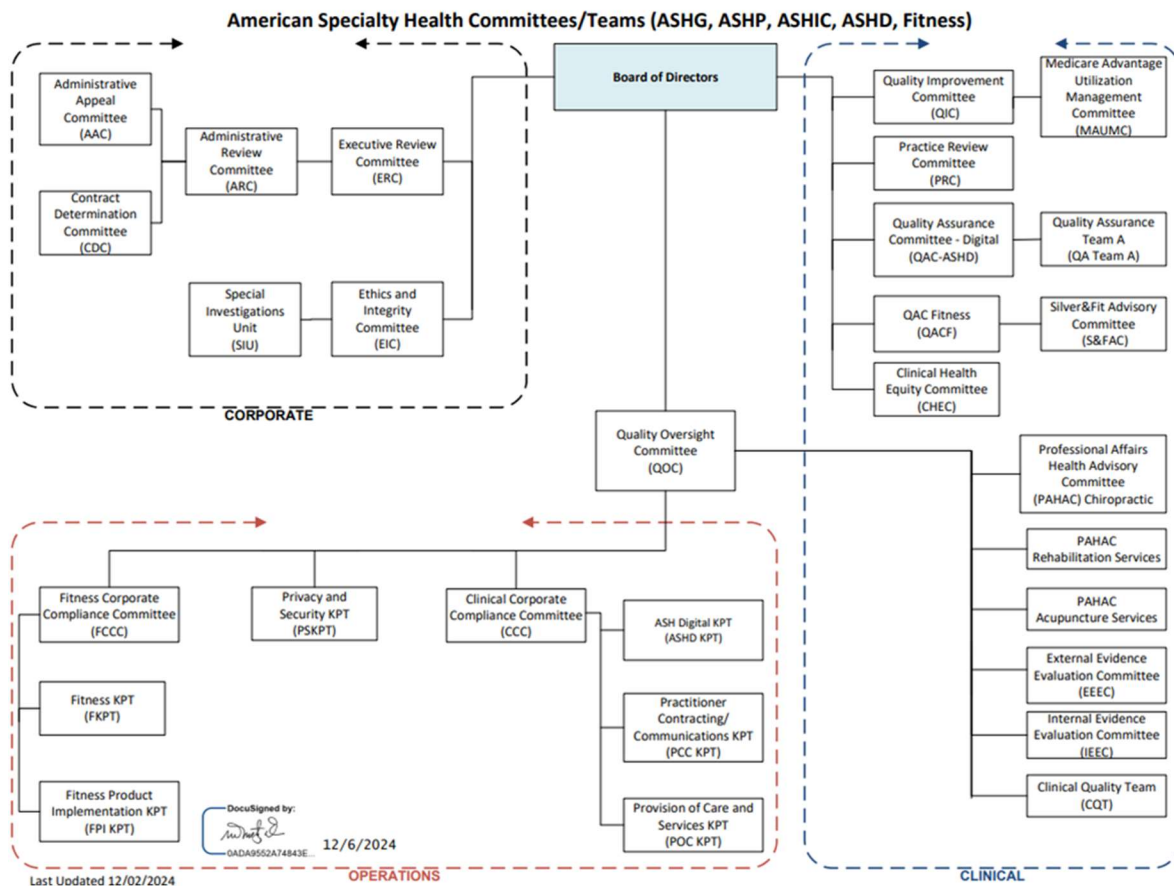 American Specialty Health Committees/Teams (ASHG, ASHP, ASHIC, ASHD, Fitness)
Board of Directors
Administrative
Appeal
Committee
(AAC)
Contract
Determination
Committee
(CDC)
Administrative
Review
Committee
(ARC)
Executive Review
Committee
(ERC)
Special
Investigations
Unit
(SIU)
Ethics and
Integrity
Committee
(EIC)
CORPORATE
Quality Improvement
Committee
(QIC)
Medicare Advantage
Utilization
Management
Committee
(MAUMC)
Practice Review
Committee
(PRC)
Quality Assurance
Committee - Digital
(QAC-ASHD)
Quality Assurance
Team A
(QA Team A)
QAC Fitness
(QACF)
Silver&Fit Advisory
Committee
(S&FAC)
Clinical Health
Equity Committee
(CHEC)
Quality Oversight
Committee
(QOC)
Professional Affairs
Health Advisory
Committee
(PAHAC) Chiropractic
PAHAC
Rehabilitation Services
PAHAC
Acupuncture Services
External Evidence
Evaluation Committee
(EEEC)
Internal Evidence
Evaluation Committee
(IEEC)
Clinical Quality Team
(CQT)
CLINICAL
Fitness Corporate
Compliance Committee
(FCCC)
Privacy and
Security KPT
(PSKPT)
Clinical Corporate
Compliance Committee
(CCC)
ASH Digital KPT
(ASHD KPT)
Fitness KPT
(FKPT)
Practitioner
Contracting/
Communications KPT
(PCC KPT)
Fitness Product
Implementation KPT
(FPI KPT)
Provision of Care and
Services KPT
(POC KPT)
DocuSigned by:
0ADA9552A74843E...
12/6/2024
OPERATIONS
Last Updated 12/02/2024